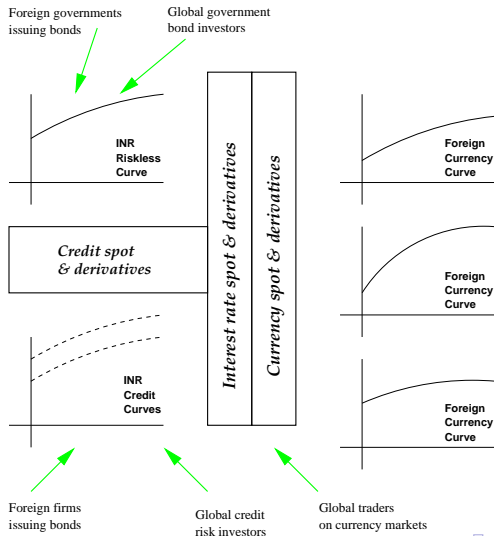 Foreign governments
issuing bonds
Global government
bond investors
INR
Riskless
Curve
Foreign
Currency
Curve
Credit spot
& derivatives
Interest rate spot & derivatives
Currency spot & derivatives
Foreign
Currency
Curve
INR
Credit
Curves
Foreign
Currency
Curve
Foreign firms
issuing bonds
Global credit
risk investors
Global traders
on currency markets